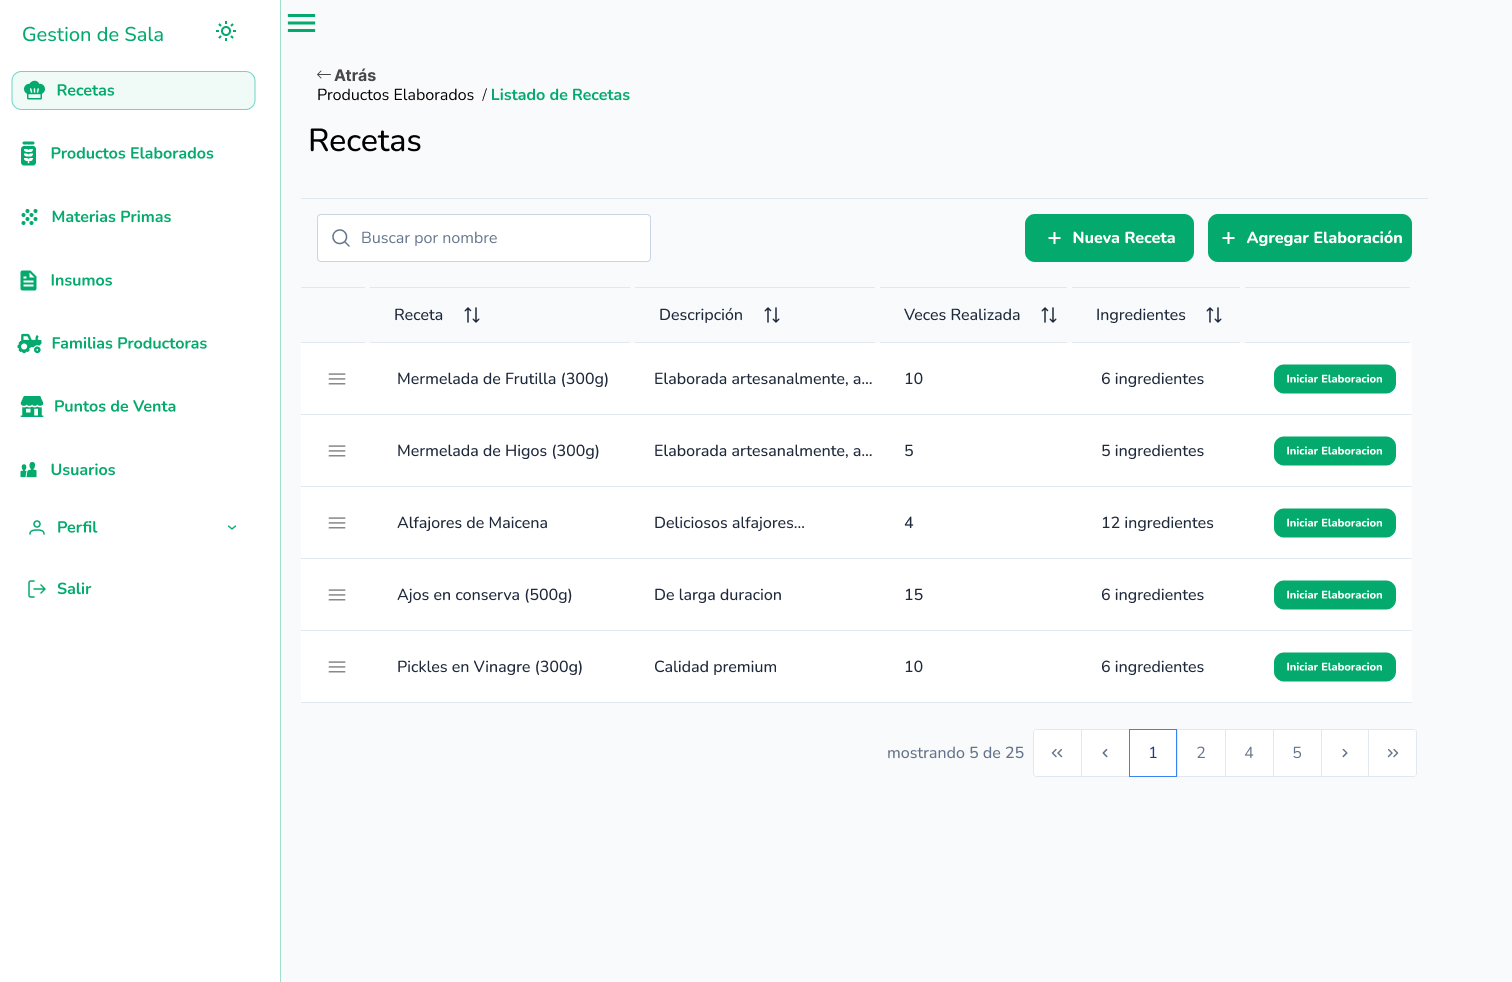 Gestion de Sala
Recetas
Productos Elaborados
Materias Primas
Insumos
Familias Productoras
Puntos de Venta
Usuarios
Perfil
Salir
Atrás
Productos Elaborados / Listado de Recetas
Recetas
Buscar por nombre
+ Nueva Receta
+ Agregar Elaboración
Receta Descripción Veces Realizada Ingredientes
Mermelada de Frutilla (300g) Elaborada artesanalmente, a... 10 6 ingredientes Iniciar Elaboracion
Mermelada de Higos (300g) Elaborada artesanalmente, a... 5 5 ingredientes Iniciar Elaboracion
Alfajores de Maicena Deliciosos alfajores... 4 12 ingredientes Iniciar Elaboracion
Ajos en conserva (500g) De larga duracion 15 6 ingredientes Iniciar Elaboracion
Pickles en Vinagre (300g) Calidad premium 10 6 ingredientes Iniciar Elaboracion
mostrando 5 de 25 « ‹ 1 2 4 5 › »